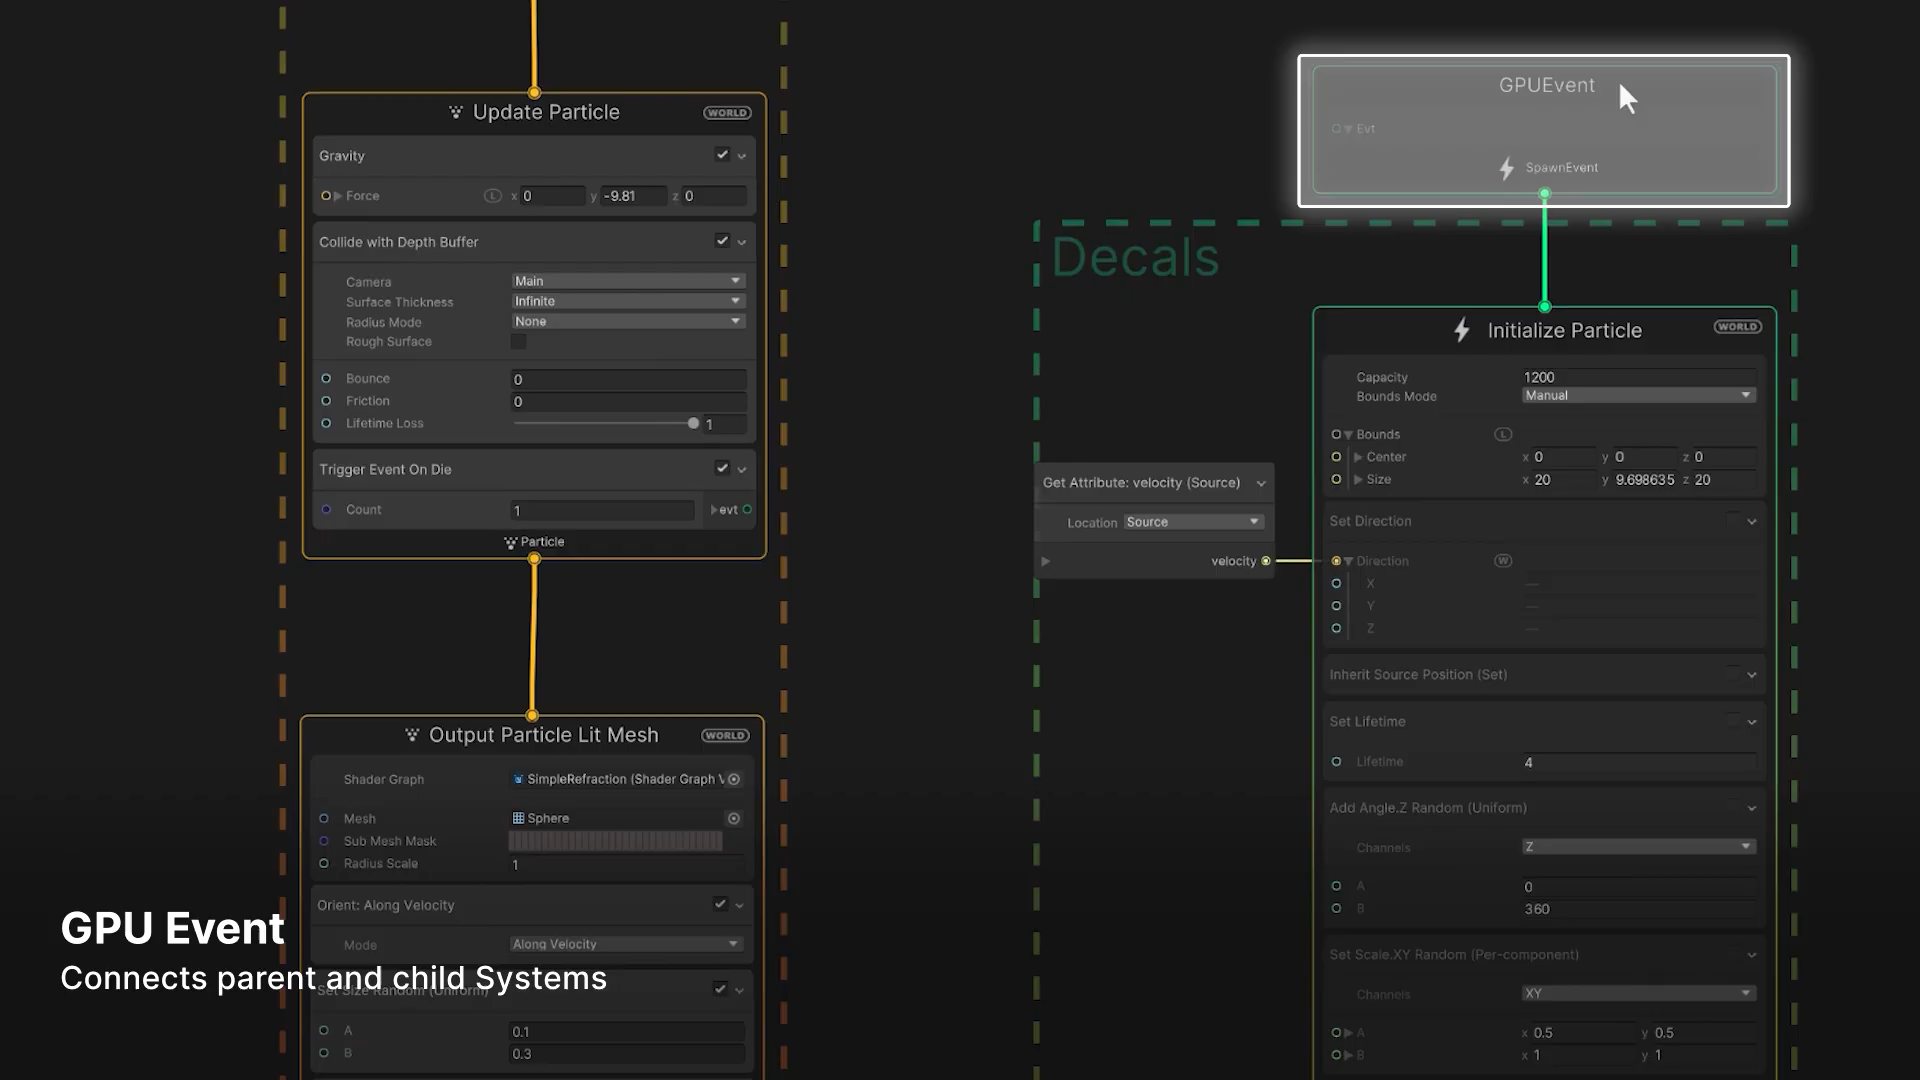 Update Particle WORLD
Gravity
Force L x 0 y -9.81 z 0
Collide with Depth Buffer
Camera Main
Surface Thickness Infinite
Radius Mode None
Rough Surface
Bounce 0
Friction 0
Lifetime Loss 1
Trigger Event On Die
Count 1 evt
Particle
Output Particle Lit Mesh WORLD
Shader Graph SimpleRefraction (Shader Graph V
Mesh Sphere
Sub Mesh Mask
Radius Scale 1
Orient: Along Velocity
Mode Along Velocity
Set Size Random (Uniform)
A 0.1
B 0.3
GPU Event
Connects parent and child Systems
GPUEvent
Evt
SpawnEvent
Decals
Get Attribute: velocity (Source)
Location Source
velocity
Initialize Particle WORLD
Capacity 1200
Bounds Mode Manual
Bounds L
Center x 0 y 0 z 0
Size x 20 y 9.698635 z 20
Set Direction
Direction W
X —
Y —
Z —
Inherit Source Position (Set)
Set Lifetime
Lifetime 4
Add Angle.Z Random (Uniform)
Channels Z
A 0
B 360
Set Scale.XY Random (Per-component)
Channels XY
A x 0.5 y 0.5
B x 1 y 1